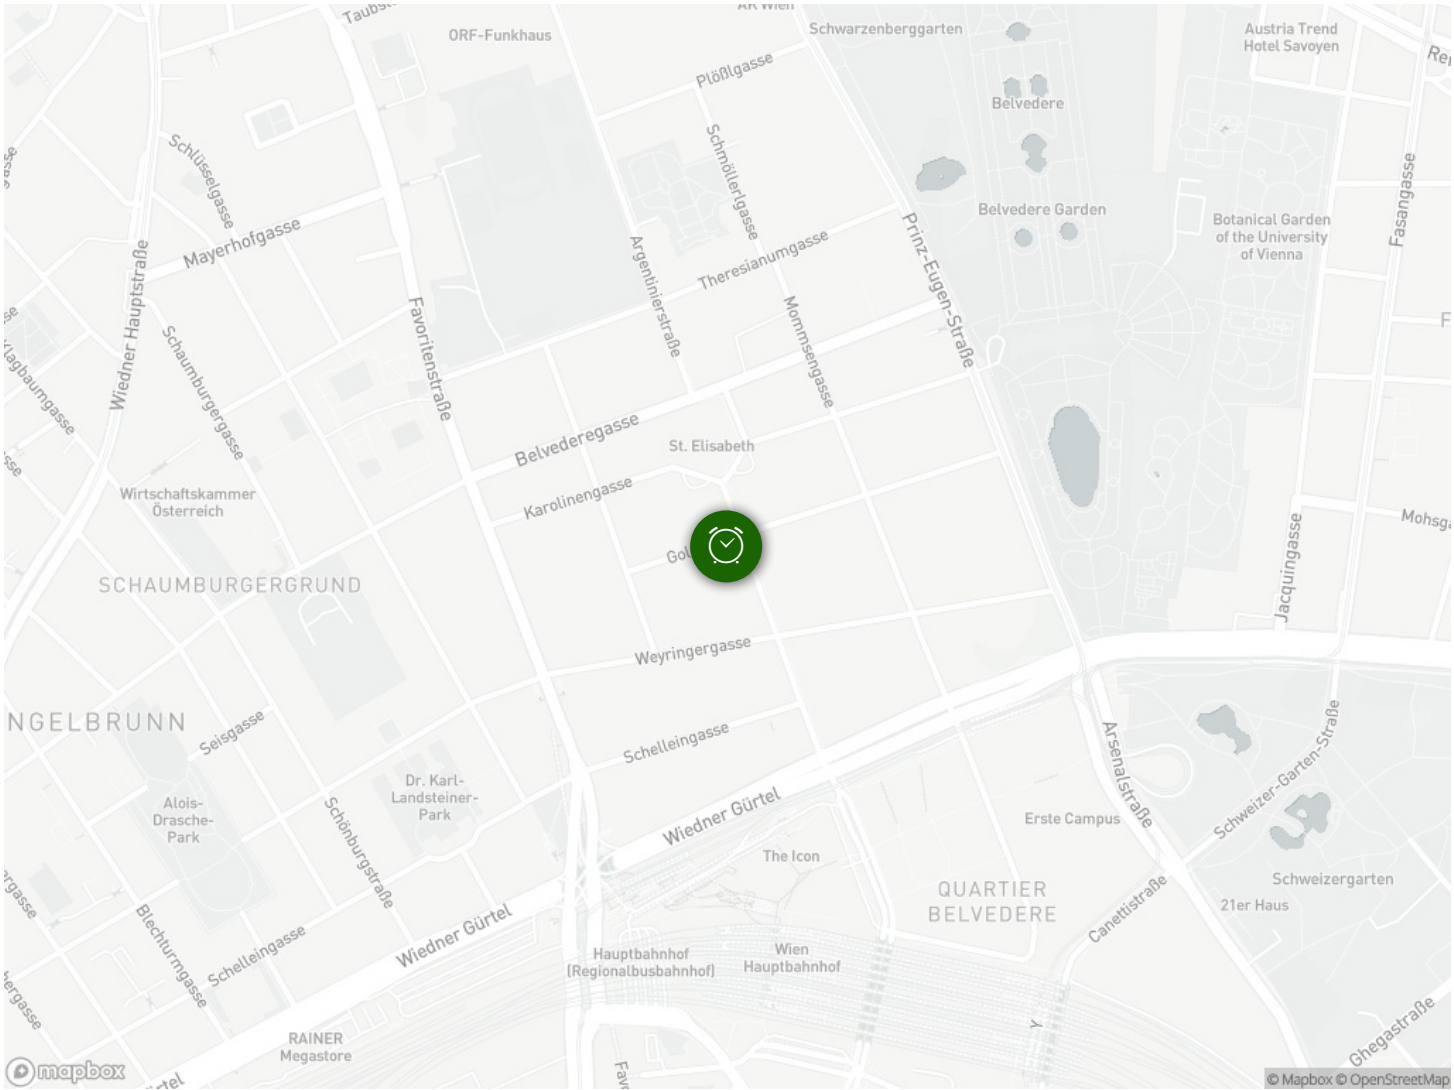 Taubst
ORF-Funkhaus
AK Wien
Schwarzenberggarten
Austria Trend
Hotel Savoyen
Plößlgasse
Belvedere
Schlüsselgasse
Schmöllerlgasse
Fasangasse
Mayerhofgasse
Argentinierstraße
Theresianumgasse
Prinz-Eugen-Straße
Belvedere Garden
Botanical Garden
of the University
of Vienna
Wiedner Hauptstraße
Favoritenstraße
Mommsengasse
Schaumburgergasse
Klagbaumgasse
Belvederegasse
St. Elisabeth
Karolinengasse
Wirtschaftskammer
Österreich
Mohsga
Jacquingasse
Gol
SCHAUMBURGERGRUND
Weyringergasse
NGELBRUNN
Seisgasse
Schelleingasse
Arsenalstraße
Schweizer-Garten-Straße
Dr. Karl-
Landsteiner-
Park
Alois-
Drasche-
Park
Schönburgstraße
Wiedner Gürtel
Erste Campus
The Icon
QUARTIER
BELVEDERE
Schweizergarten
21er Haus
Canettistraße
Blechturmgasse
Schelleingasse
Wiedner Gürtel
Hauptbahnhof
(Regionalbusbahnhof)
Wien
Hauptbahnhof
RAINER
Megastore
Ghegastraße
Favo
mapbox
© Mapbox © OpenStreetMap